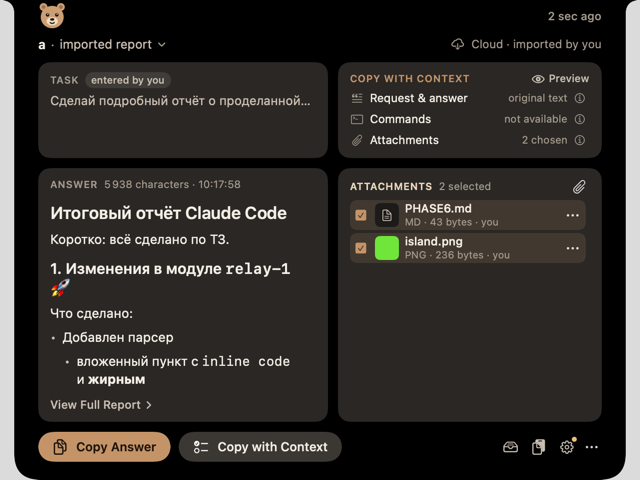 2 sec ago
a · imported report
Cloud · imported by you
TASK entered by you
Сделай подробный отчёт о проделанной…
COPY WITH CONTEXT
Preview
Request & answer original text
Commands not available
Attachments 2 chosen
ANSWER 5 938 characters · 10:17:58
Итоговый отчёт Claude Code
Коротко: всё сделано по ТЗ.
1. Изменения в модуле relay-1
🚀
Что сделано:
• Добавлен парсер
• вложенный пункт с inline code
и жирным
View Full Report
ATTACHMENTS 2 selected
PHASE6.md
MD · 43 bytes · you
island.png
PNG · 236 bytes · you
Copy Answer
Copy with Context